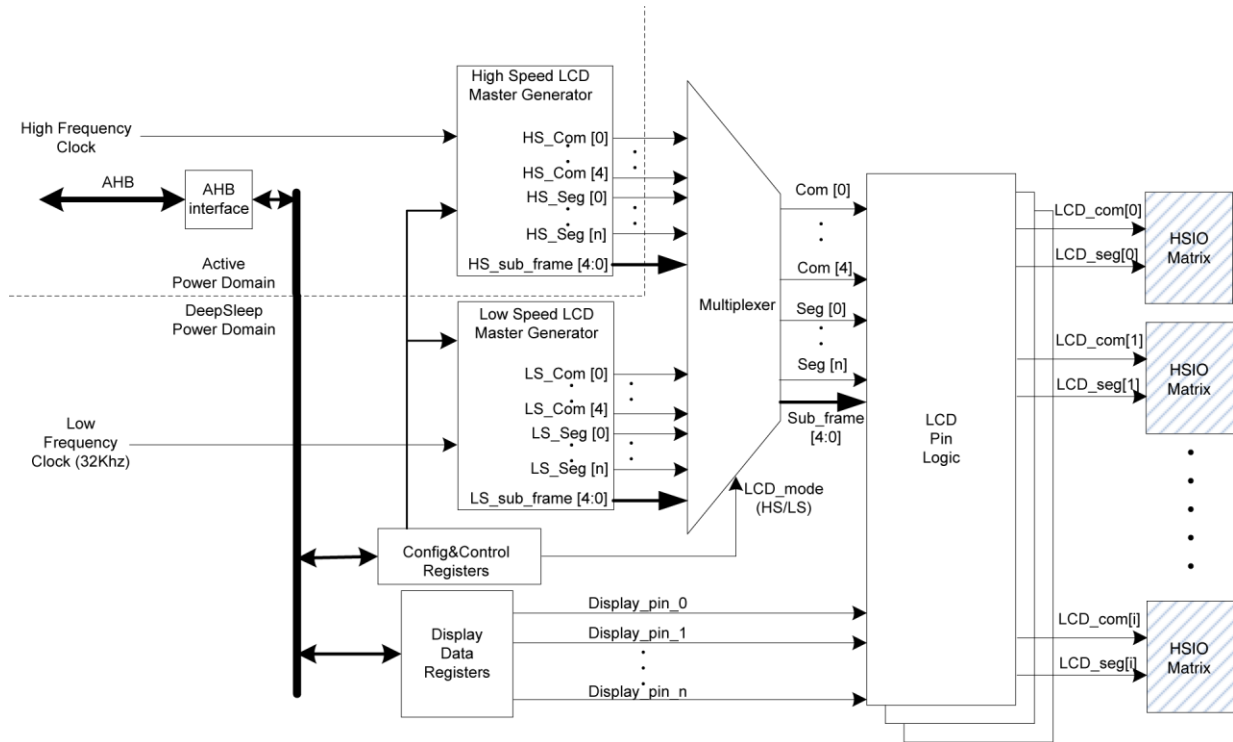 High Speed LCD
Master Generator
High Frequency
Clock
HS_Com [0]
HS_Com [4]
HS_Seg [0]
HS_Seg [n]
HS_sub_frame [4:0]
AHB
AHB
interface
Active
Power Domain
DeepSleep
Power Domain
Low Speed LCD
Master Generator
LS_Com [0]
LS_Com [4]
LS_Seg [0]
LS_Seg [n]
LS_sub_frame [4:0]
Low
Frequency
Clock (32Khz)
Multiplexer
Com [0]
Com [4]
Seg [0]
Seg [n]
Sub_frame
[4:0]
LCD_mode
(HS/LS)
Config&Control
Registers
Display
Data
Registers
Display_pin_0
Display_pin_1
Display_pin_n
LCD
Pin
Logic
LCD_com[0]
LCD_seg[0]
HSIO
Matrix
LCD_com[1]
LCD_seg[1]
HSIO
Matrix
LCD_com[i]
LCD_seg[i]
HSIO
Matrix